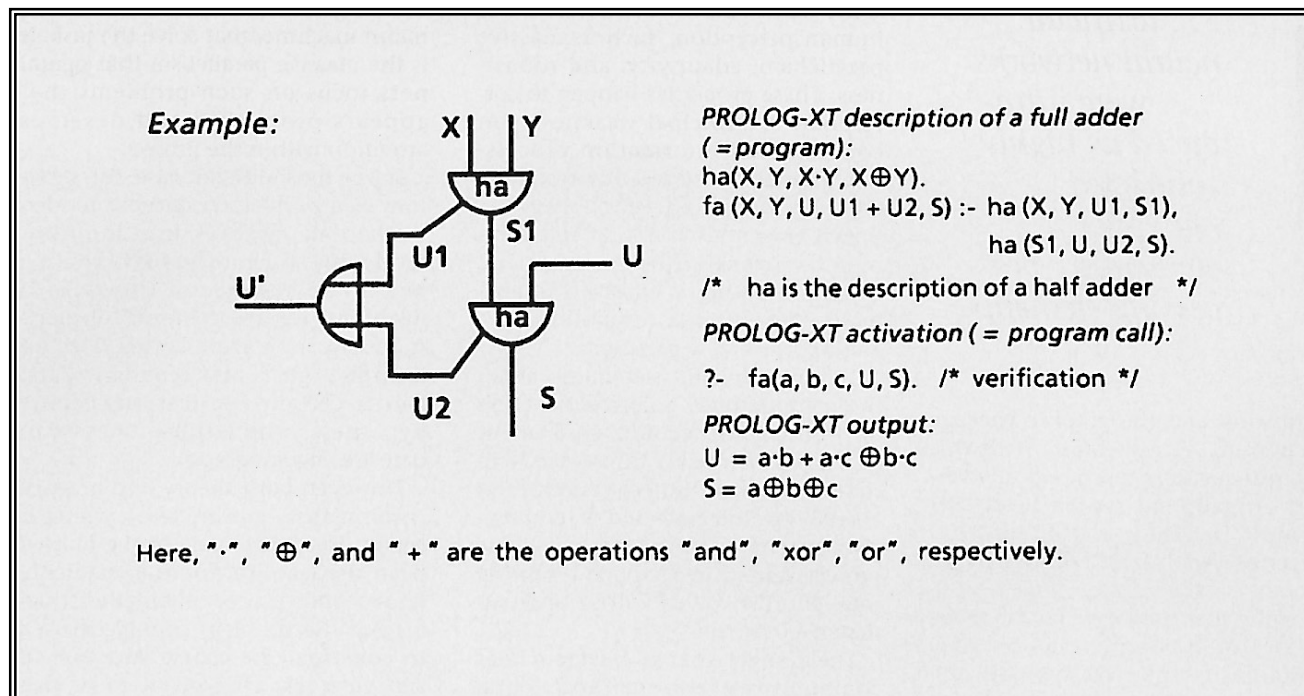 Example:
X Y
ha
U1 S1
U
U'
ha
U2 S
PROLOG-XT description of a full adder
(=program):
ha(X, Y, X·Y, X⊕Y).
fa (X, Y, U, U1 + U2, S) :- ha (X, Y, U1, S1),
ha (S1, U, U2, S).
/* ha is the description of a half adder */
PROLOG-XT activation ( = program call):
?- fa(a, b, c, U, S). /* verification */
PROLOG-XT output:
U = a·b + a·c ⊕b·c
S = a⊕b⊕c
Here, "·", "⊕", and "+" are the operations "and", "xor", "or", respectively.